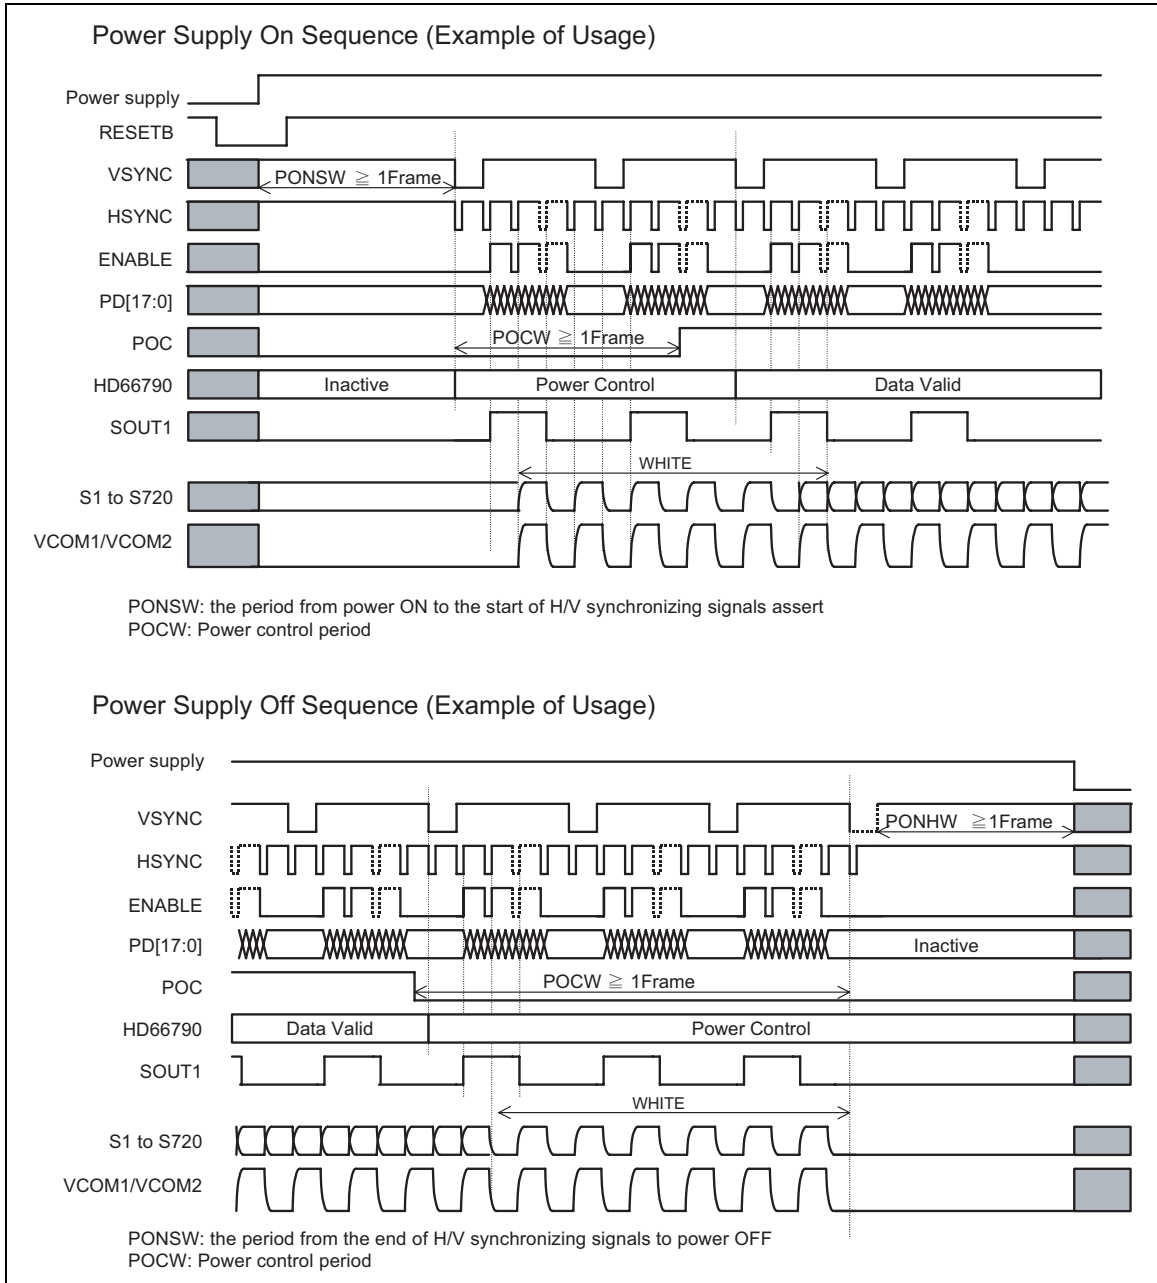 Power Supply On Sequence (Example of Usage)
Power supply
RESETB
VSYNC
PONSW ≧ 1Frame
HSYNC
ENABLE
PD[17:0]
POC
POCW ≧ 1Frame
HD66790
Inactive
Power Control
Data Valid
SOUT1
WHITE
S1 to S720
VCOM1/VCOM2
PONSW: the period from power ON to the start of H/V synchronizing signals assert
POCW: Power control period
Power Supply Off Sequence (Example of Usage)
Power supply
VSYNC
PONHW ≧1Frame
HSYNC
ENABLE
PD[17:0]
Inactive
POC
POCW ≧ 1Frame
HD66790
Data Valid
Power Control
SOUT1
WHITE
S1 to S720
VCOM1/VCOM2
PONSW: the period from the end of H/V synchronizing signals to power OFF
POCW: Power control period